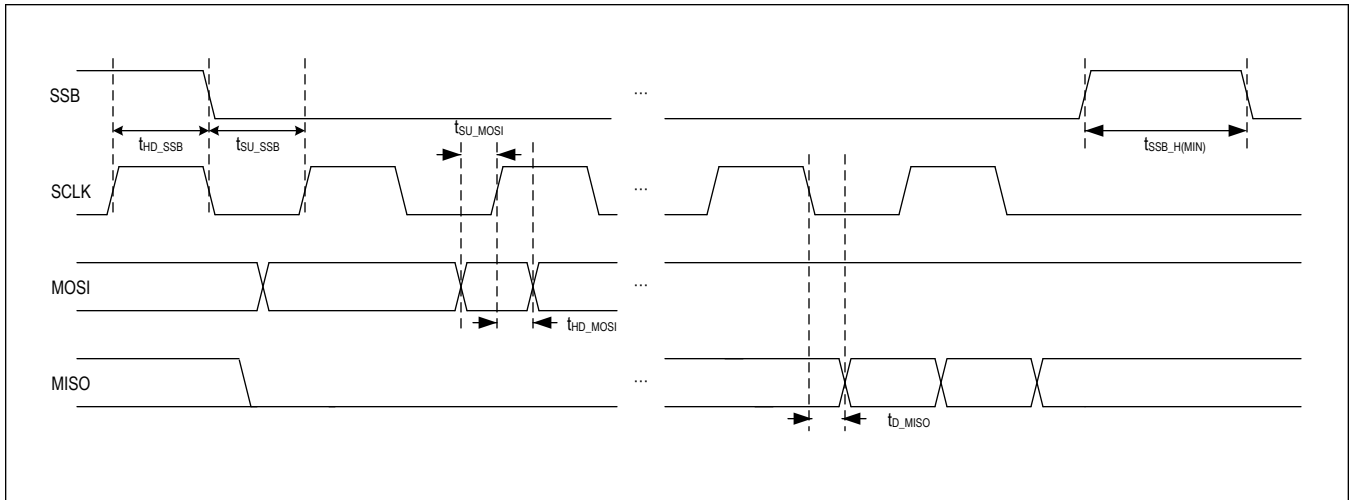 SSB
...
tHD_SSB
tSU_SSB
tSU_MOSI
tSSB_H(MIN)
SCLK
...
MOSI
...
tHD_MOSI
MISO
...
tD_MISO